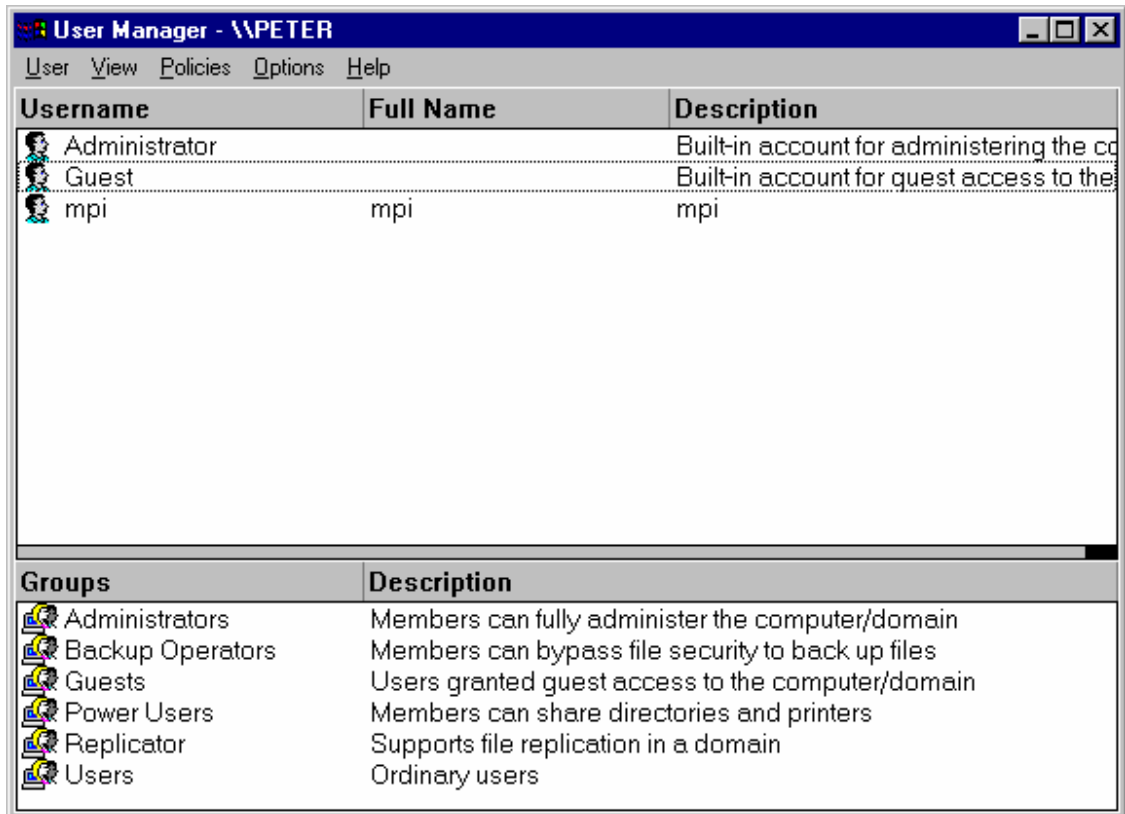 User Manager - \\PETER
User View Policies Options Help
Username Full Name Description
Administrator Built-in account for administering the co
Guest Built-in account for guest access to the
mpi mpi mpi
Groups Description
Administrators Members can fully administer the computer/domain
Backup Operators Members can bypass file security to back up files
Guests Users granted guest access to the computer/domain
Power Users Members can share directories and printers
Replicator Supports file replication in a domain
Users Ordinary users